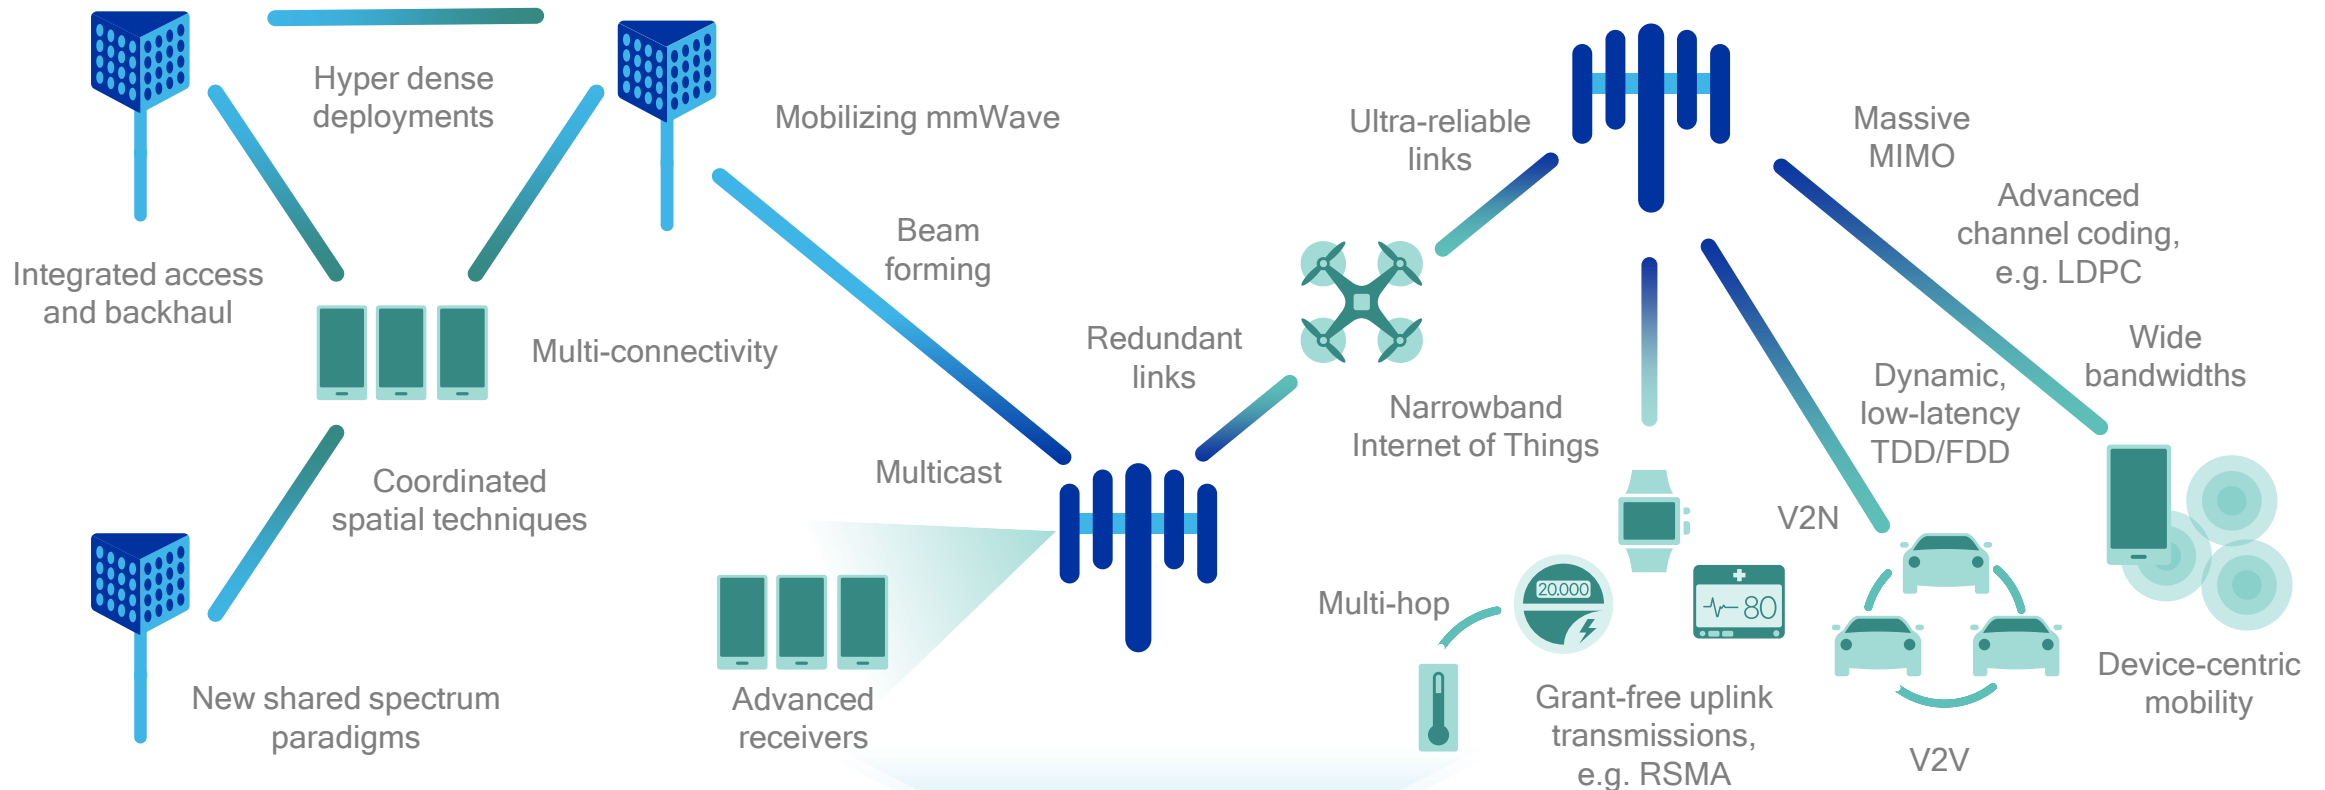 Hyper dense
deployments
Mobilizing mmWave
Integrated access
and backhaul
Multi-connectivity
Beam
forming
Coordinated
spatial techniques
New shared spectrum
paradigms
Multicast
Advanced
receivers
Redundant
links
Ultra-reliable
links
Narrowband
Internet of Things
Massive
MIMO
Advanced
channel coding,
e.g. LDPC
Wide
bandwidths
Dynamic,
low-latency
TDD/FDD
V2N
Multi-hop
20.000
80
Grant-free uplink
transmissions,
e.g. RSMA
V2V
Device-centric
mobility